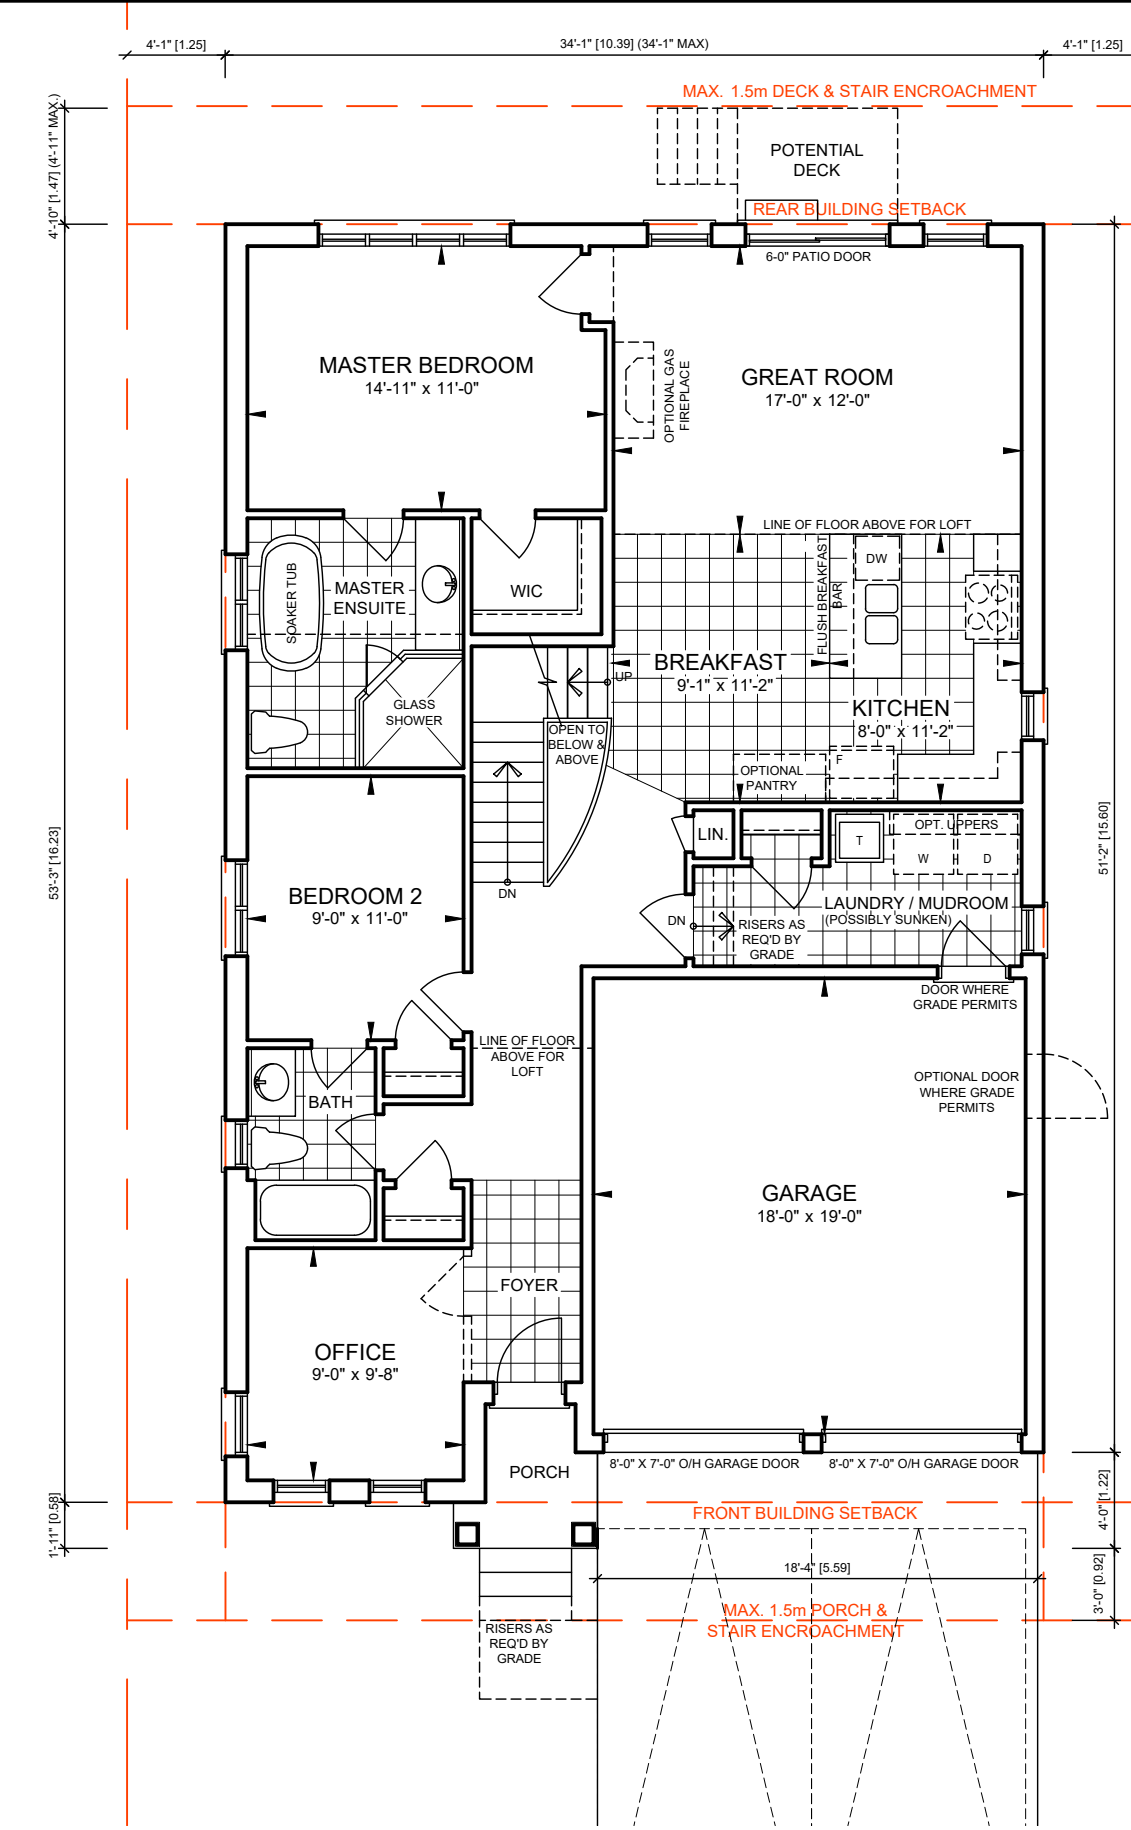 4'-1" [1.25]
34'-1" [10.39] (34'-1" MAX)
4'-1" [1.25]
MAX. 1.5m DECK & STAIR ENCROACHMENT
4'-10" [1.47] (4'-11" MAX.)
POTENTIAL
DECK
REAR BUILDING SETBACK
6-0" PATIO DOOR
MASTER BEDROOM
14'-11" x 11'-0"
OPTIONAL GAS
FIREPLACE
GREAT ROOM
17'-0" x 12'-0"
LINE OF FLOOR ABOVE FOR LOFT
SOAKER TUB
MASTER
ENSUITE
WIC
FLUSH BREAKFAST
BAR
DW
BREAKFAST
9'-1" x 11'-2"
UP
GLASS
SHOWER
KITCHEN
8'-0" x 11'-2"
OPEN TO
BELOW &
ABOVE
OPTIONAL
PANTRY
F
53'-3" [16.23]
51'-2" [15.60]
LIN.
T
OPT. UPPERS
W
D
DN
BEDROOM 2
9'-0" x 11'-0"
LAUNDRY / MUDROOM
(POSSIBLY SUNKEN)
DN
RISERS AS
REQ'D BY
GRADE
DOOR WHERE
GRADE PERMITS
LINE OF FLOOR
ABOVE FOR
LOFT
OPTIONAL DOOR
WHERE GRADE
PERMITS
BATH
GARAGE
18'-0" x 19'-0"
FOYER
OFFICE
9'-0" x 9'-8"
PORCH
8'-0" X 7'-0" O/H GARAGE DOOR
8'-0" X 7'-0" O/H GARAGE DOOR
1'-11" [0.58]
FRONT BUILDING SETBACK
4'-0" [1.22]
18'-4" [5.59]
3'-0" [0.92]
MAX. 1.5m PORCH &
STAIR ENCROACHMENT
RISERS AS
REQ'D BY
GRADE